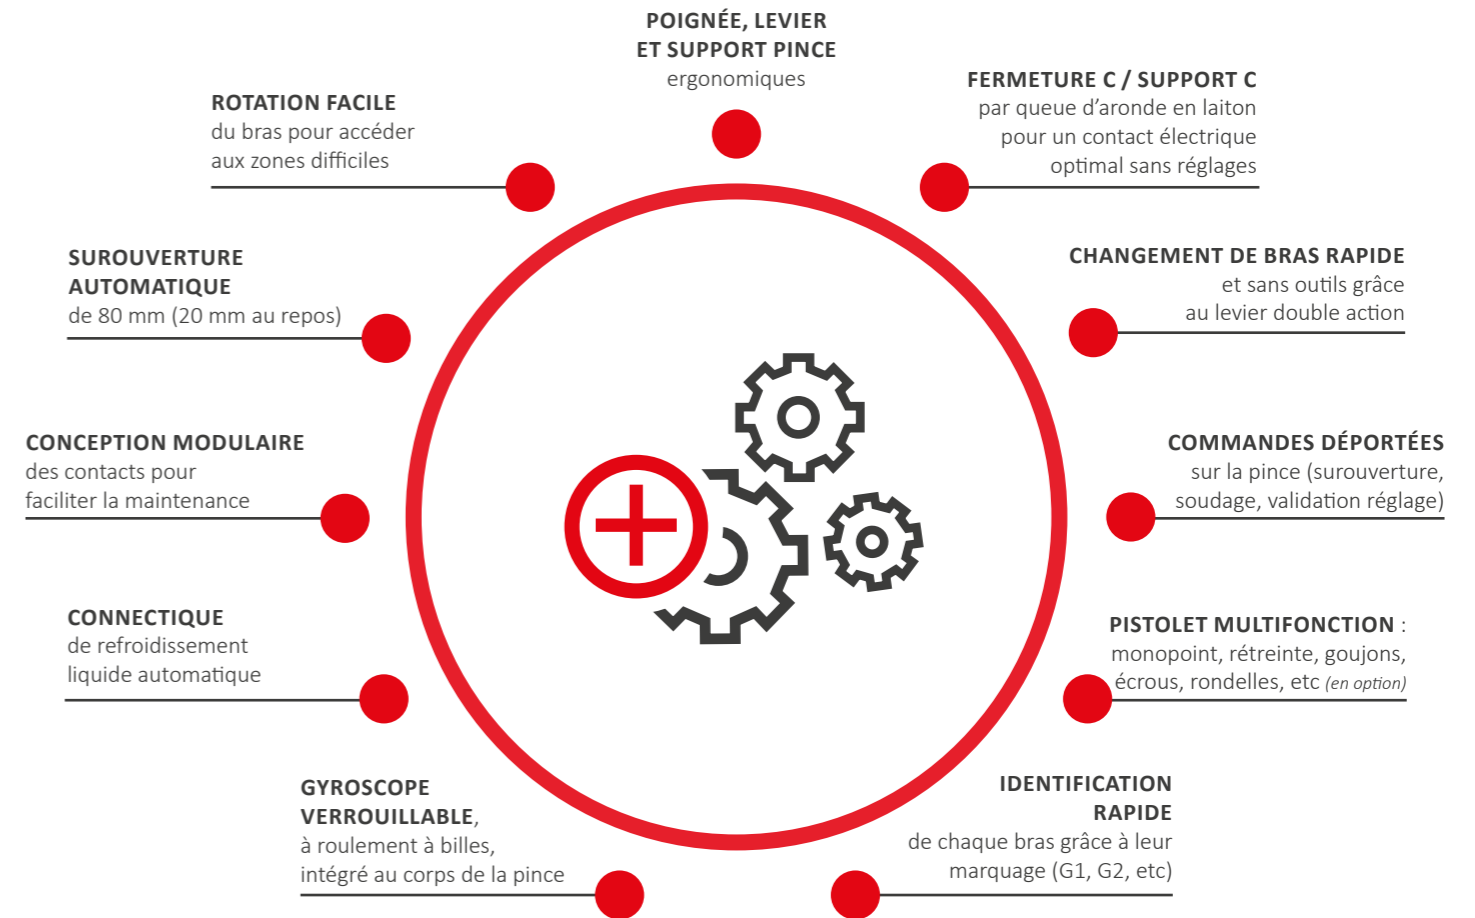 POIGNÉE, LEVIER
ET SUPPORT PINCE
ergonomiques
FERMETURE C / SUPPORT C
par queue d'aronde en laiton
pour un contact électrique
optimal sans réglages
CHANGEMENT DE BRAS RAPIDE
et sans outils grâce
au levier double action
COMMANDES DÉPORTÉES
sur la pince (surouverture,
soudage, validation réglage)
PISTOLET MULTIFONCTION :
monopoint, rétreinte, goujons,
écrous, rondelles, etc (en option)
IDENTIFICATION
RAPIDE
de chaque bras grâce à leur
marquage (G1, G2, etc)
GYROSCOPE
VERROUILLABLE,
à roulement à billes,
intégré au corps de la pince
CONNECTIQUE
de refroidissement
liquide automatique
CONCEPTION MODULAIRE
des contacts pour
faciliter la maintenance
SUROUVERTURE
AUTOMATIQUE
de 80 mm (20 mm au repos)
ROTATION FACILE
du bras pour accéder
aux zones difficiles